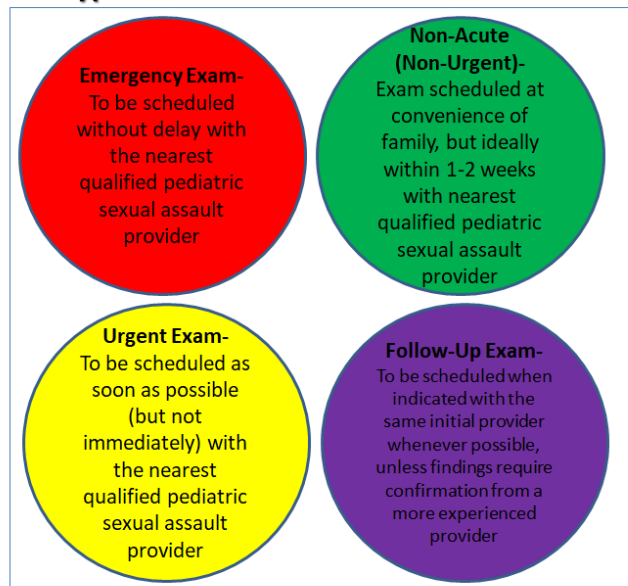 Emergency Exam-
To be scheduled
without delay with
the nearest
qualified pediatric
sexual assault
provider
Non-Acute
(Non-Urgent)-
Exam scheduled at
convenience of
family, but ideally
within 1-2 weeks
with nearest
qualified pediatric
sexual assault
provider
Urgent Exam-
To be scheduled as
soon as possible
(but not
immediately) with
the nearest
qualified pediatric
sexual assault
provider
Follow-Up Exam-
To be scheduled when
indicated with the
same initial provider
whenever possible,
unless findings require
confirmation from a
more experienced
provider